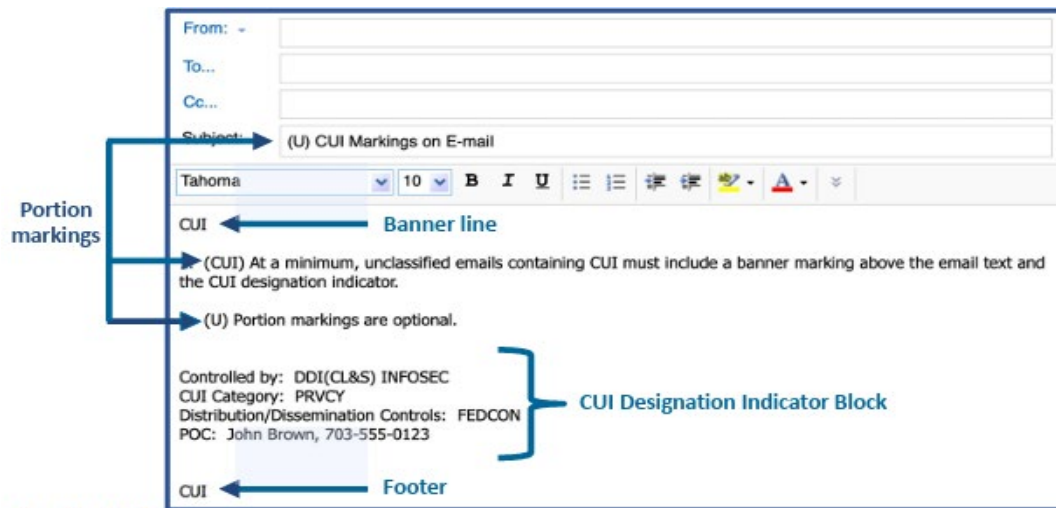 From:
To...
Cc...
Subject: (U) CUI Markings on E-mail
Tahoma 10 B I U A
Portion
markings
CUI Banner line
(CUI) At a minimum, unclassified emails containing CUI must include a banner marking above the email text and
the CUI designation indicator.
(U) Portion markings are optional.
Controlled by: DDI(CL&S) INFOSEC
CUI Category: PRVCY
Distribution/Dissemination Controls: FEDCON
POC: John Brown, 703-555-0123
CUI Designation Indicator Block
CUI Footer